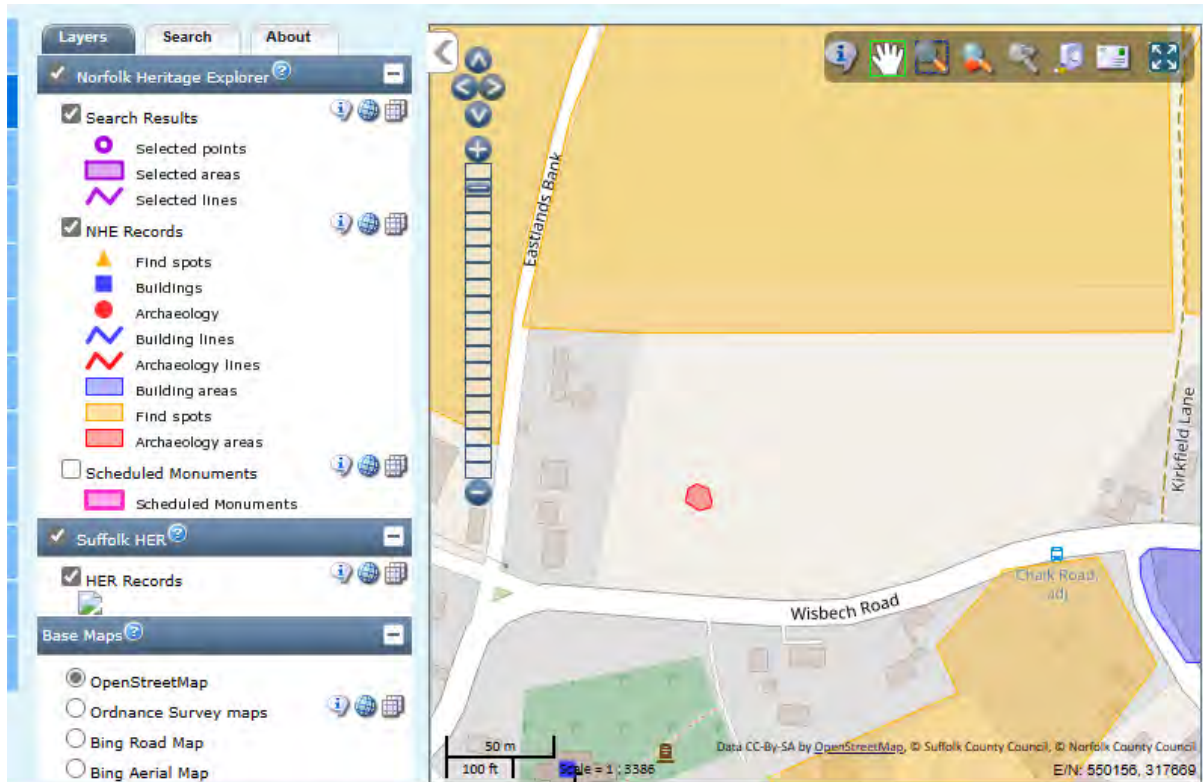 Layers
Search
About
Norfolk Heritage Explorer
Search Results
Selected points
Selected areas
Selected lines
NHE Records
Find spots
Buildings
Archaeology
Building lines
Archaeology lines
Building areas
Find spots
Archaeology areas
Scheduled Monuments
Scheduled Monuments
Suffolk HER
HER Records
Base Maps
OpenStreetMap
Ordnance Survey maps
Bing Road Map
Bing Aerial Map
Eastlands Bank
Kirkfield Lane
Chalk Road,
adj
Wisbech Road
50 m
100 ft
Scale = 1 : 3386
Data CC-By-SA by OpenStreetMap, © Suffolk County Council, © Norfolk County Council
E/N: 550156, 317680